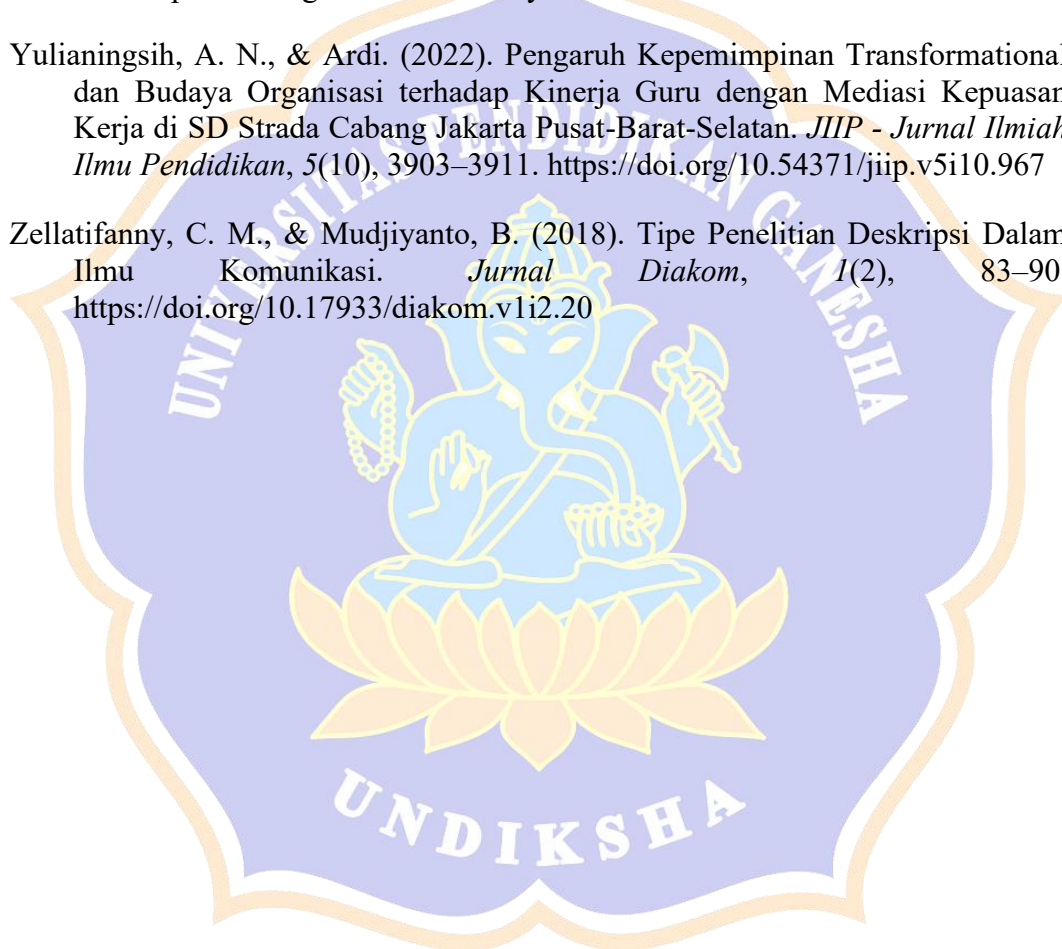 Yulianingsih, A. N., & Ardi. (2022). Pengaruh Kepemimpinan Transformational
dan Budaya Organisasi terhadap Kinerja Guru dengan Mediasi Kepuasan
Kerja di SD Strada Cabang Jakarta Pusat-Barat-Selatan. JIIP - Jurnal Ilmiah
Ilmu Pendidikan, 5(10), 3903–3911. https://doi.org/10.54371/jiip.v5i10.967
Zellatifanny, C. M., & Mudjiyanto, B. (2018). Tipe Penelitian Deskripsi Dalam
Ilmu Komunikasi. Jurnal Diakom, 1(2), 83–90
https://doi.org/10.17933/diakom.v1i2.20
UNIVERSITAS PENDIDIKAN GANESHA
UNDIKSHA